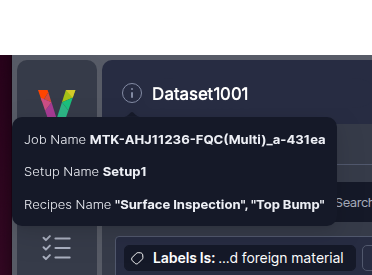 Dataset1001
Job Name MTK-AHJ11236-FQC(Multi)_a-431ea
Setup Name Setup1
Recipes Name "Surface Inspection", "Top Bump"
Search
Labels Is: ...d foreign material